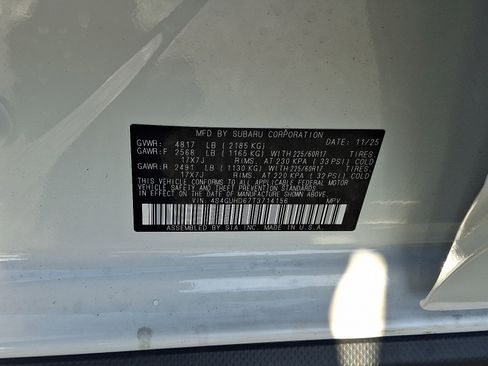 MFD BY SUBARU CORPORATION DATE: 11/25
GVWR: 4817 LB ( 2185 KG)
GAWR:F 2568 LB ( 1165 KG) WITH 225/60R17 TIRES,
17X7J RIMS, AT 230 KPA ( 33 PSI) COLD
GAWR:R 2491 LB ( 1130 KG) WITH 225/60R17 TIRES,
17X7J RIMS, AT 220 KPA ( 32 PSI) COLD
THIS VEHICLE CONFORMS TO ALL APPLICABLE FEDERAL MOTOR
VEHICLE SAFETY AND THEFT PREVENTION STANDARDS
IN EFFECT ON THE DATE OF MANUFACTURE SHOWN ABOVE.
VIN: 4S4GUHD67T3714156 MPV
ASSEMBLED BY SIA INC. MADE IN U.S.A.